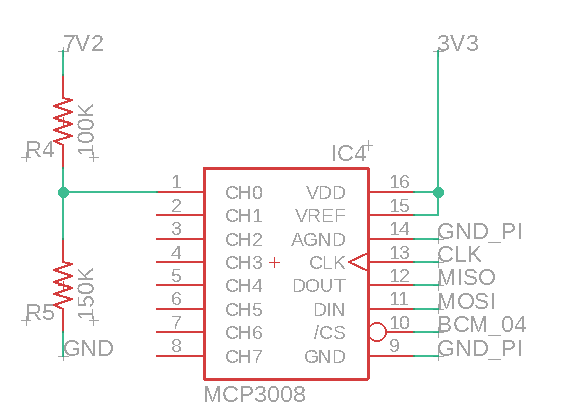 7V2
3V3
R4
100K
R5
150K
GND
IC4
1 CH0 VDD 16
2 CH1 VREF 15
3 CH2 AGND 14 GND_PI
4 CH3 CLK 13 CLK
5 CH4 DOUT 12 MISO
6 CH5 DIN 11 MOSI
7 CH6 /CS 10 BCM_04
8 CH7 GND 9 GND_PI
MCP3008